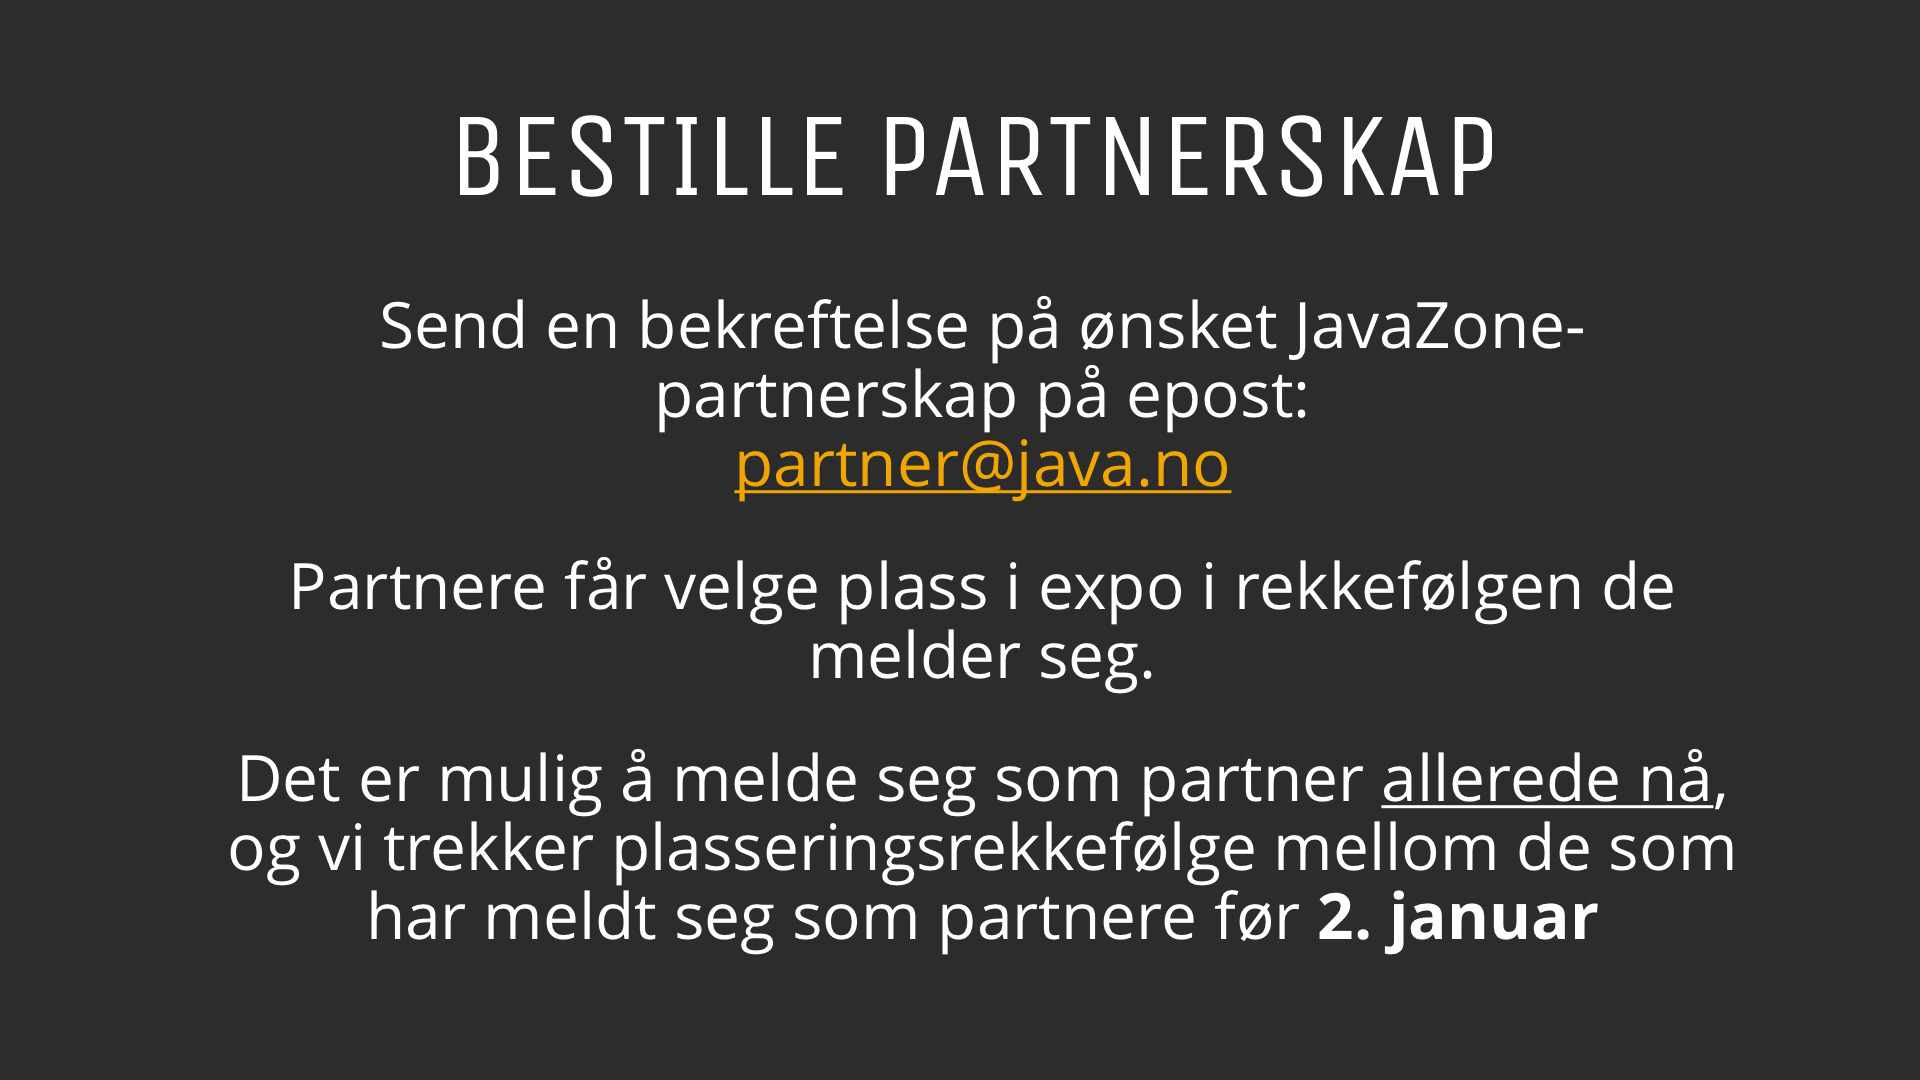 BESTILLE PARTNERSKAP
Send en bekreftelse på ønsket JavaZone-
partnerskap på epost:
partner@java.no
Partnere får velge plass i expo i rekkefølgen de
melder seg.
Det er mulig å melde seg som partner allerede nå,
og vi trekker plasseringsrekkefølge mellom de som
har meldt seg som partnere før 2. januar